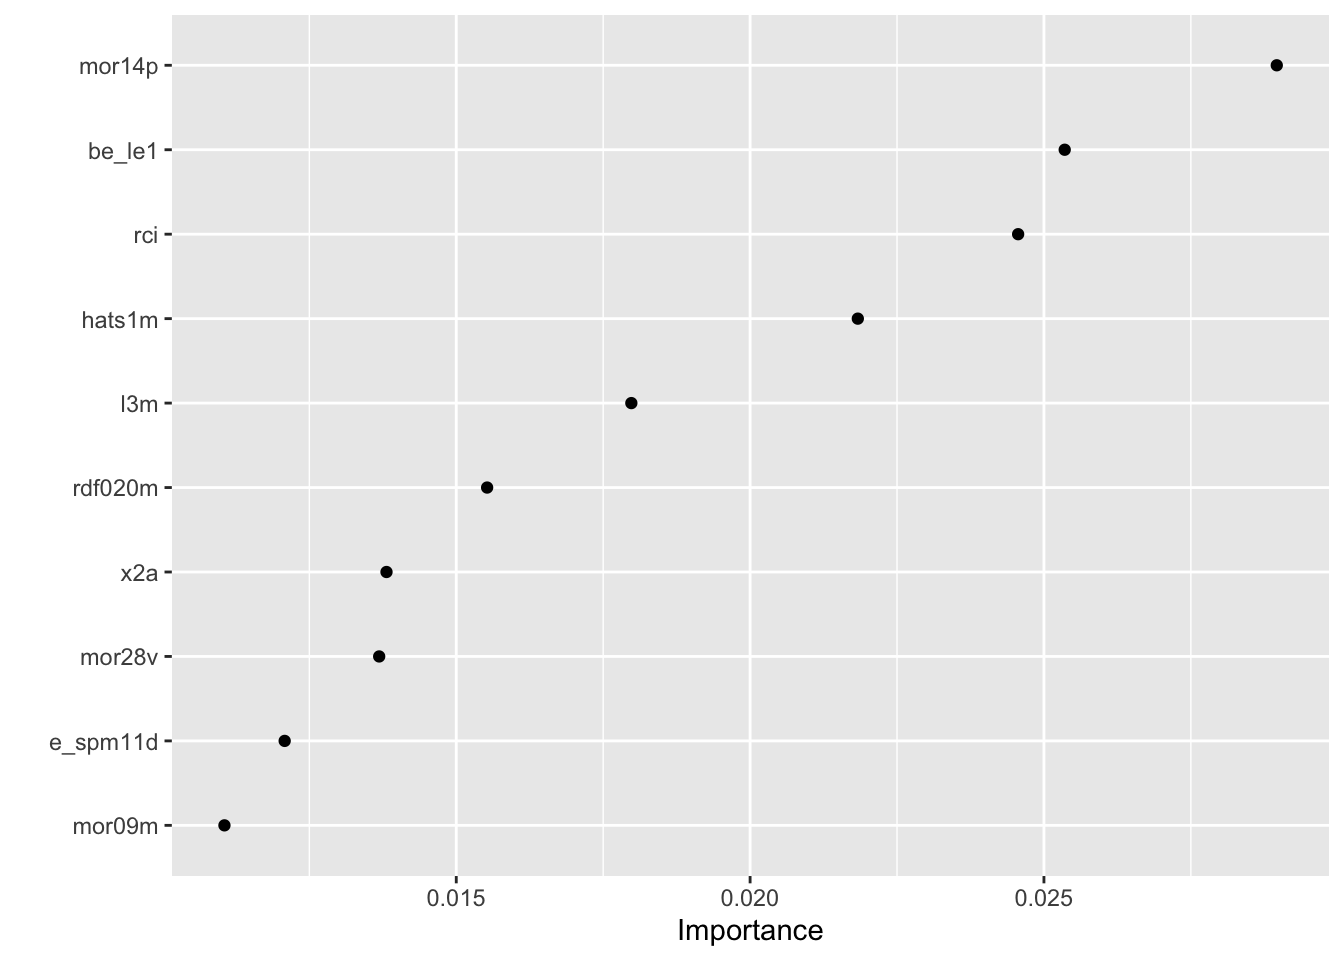 mor14p
be_le1
rci
hats1m
l3m
rdf020m
x2a
mor28v
e_spm11d
mor09m
0.015 0.020 0.025
Importance